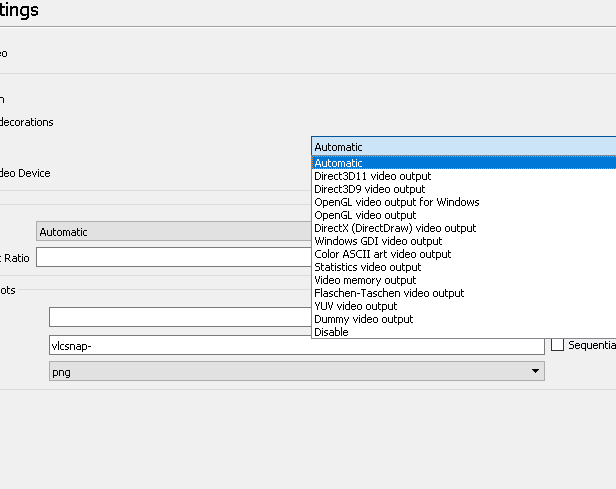 tings
eo
n
decorations
Automatic
Automatic
Direct3D11 video output
deo Device
Direct3D9 video output
OpenGL video output for Windows
OpenGL video output
DirectX (DirectDraw) video output
Automatic
Windows GDI video output
Color ASCII art video output
t Ratio
Statistics video output
Video memory output
ots
Flaschen-Taschen video output
YUV video output
Dummy video output
Disable
vlcsnap-
Sequentia
png